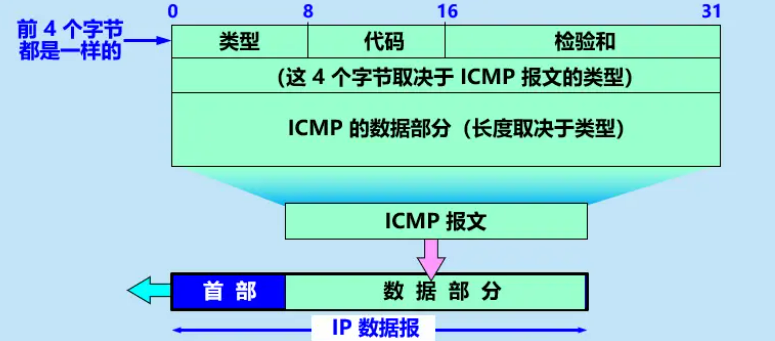 0 8 16 31
前 4 个字节
都是一样的
类型 代码 检验和
(这 4 个字节取决于 ICMP 报文的类型)
ICMP 的数据部分（长度取决于类型）
ICMP 报文
首 部 数 据 部 分
IP 数据报